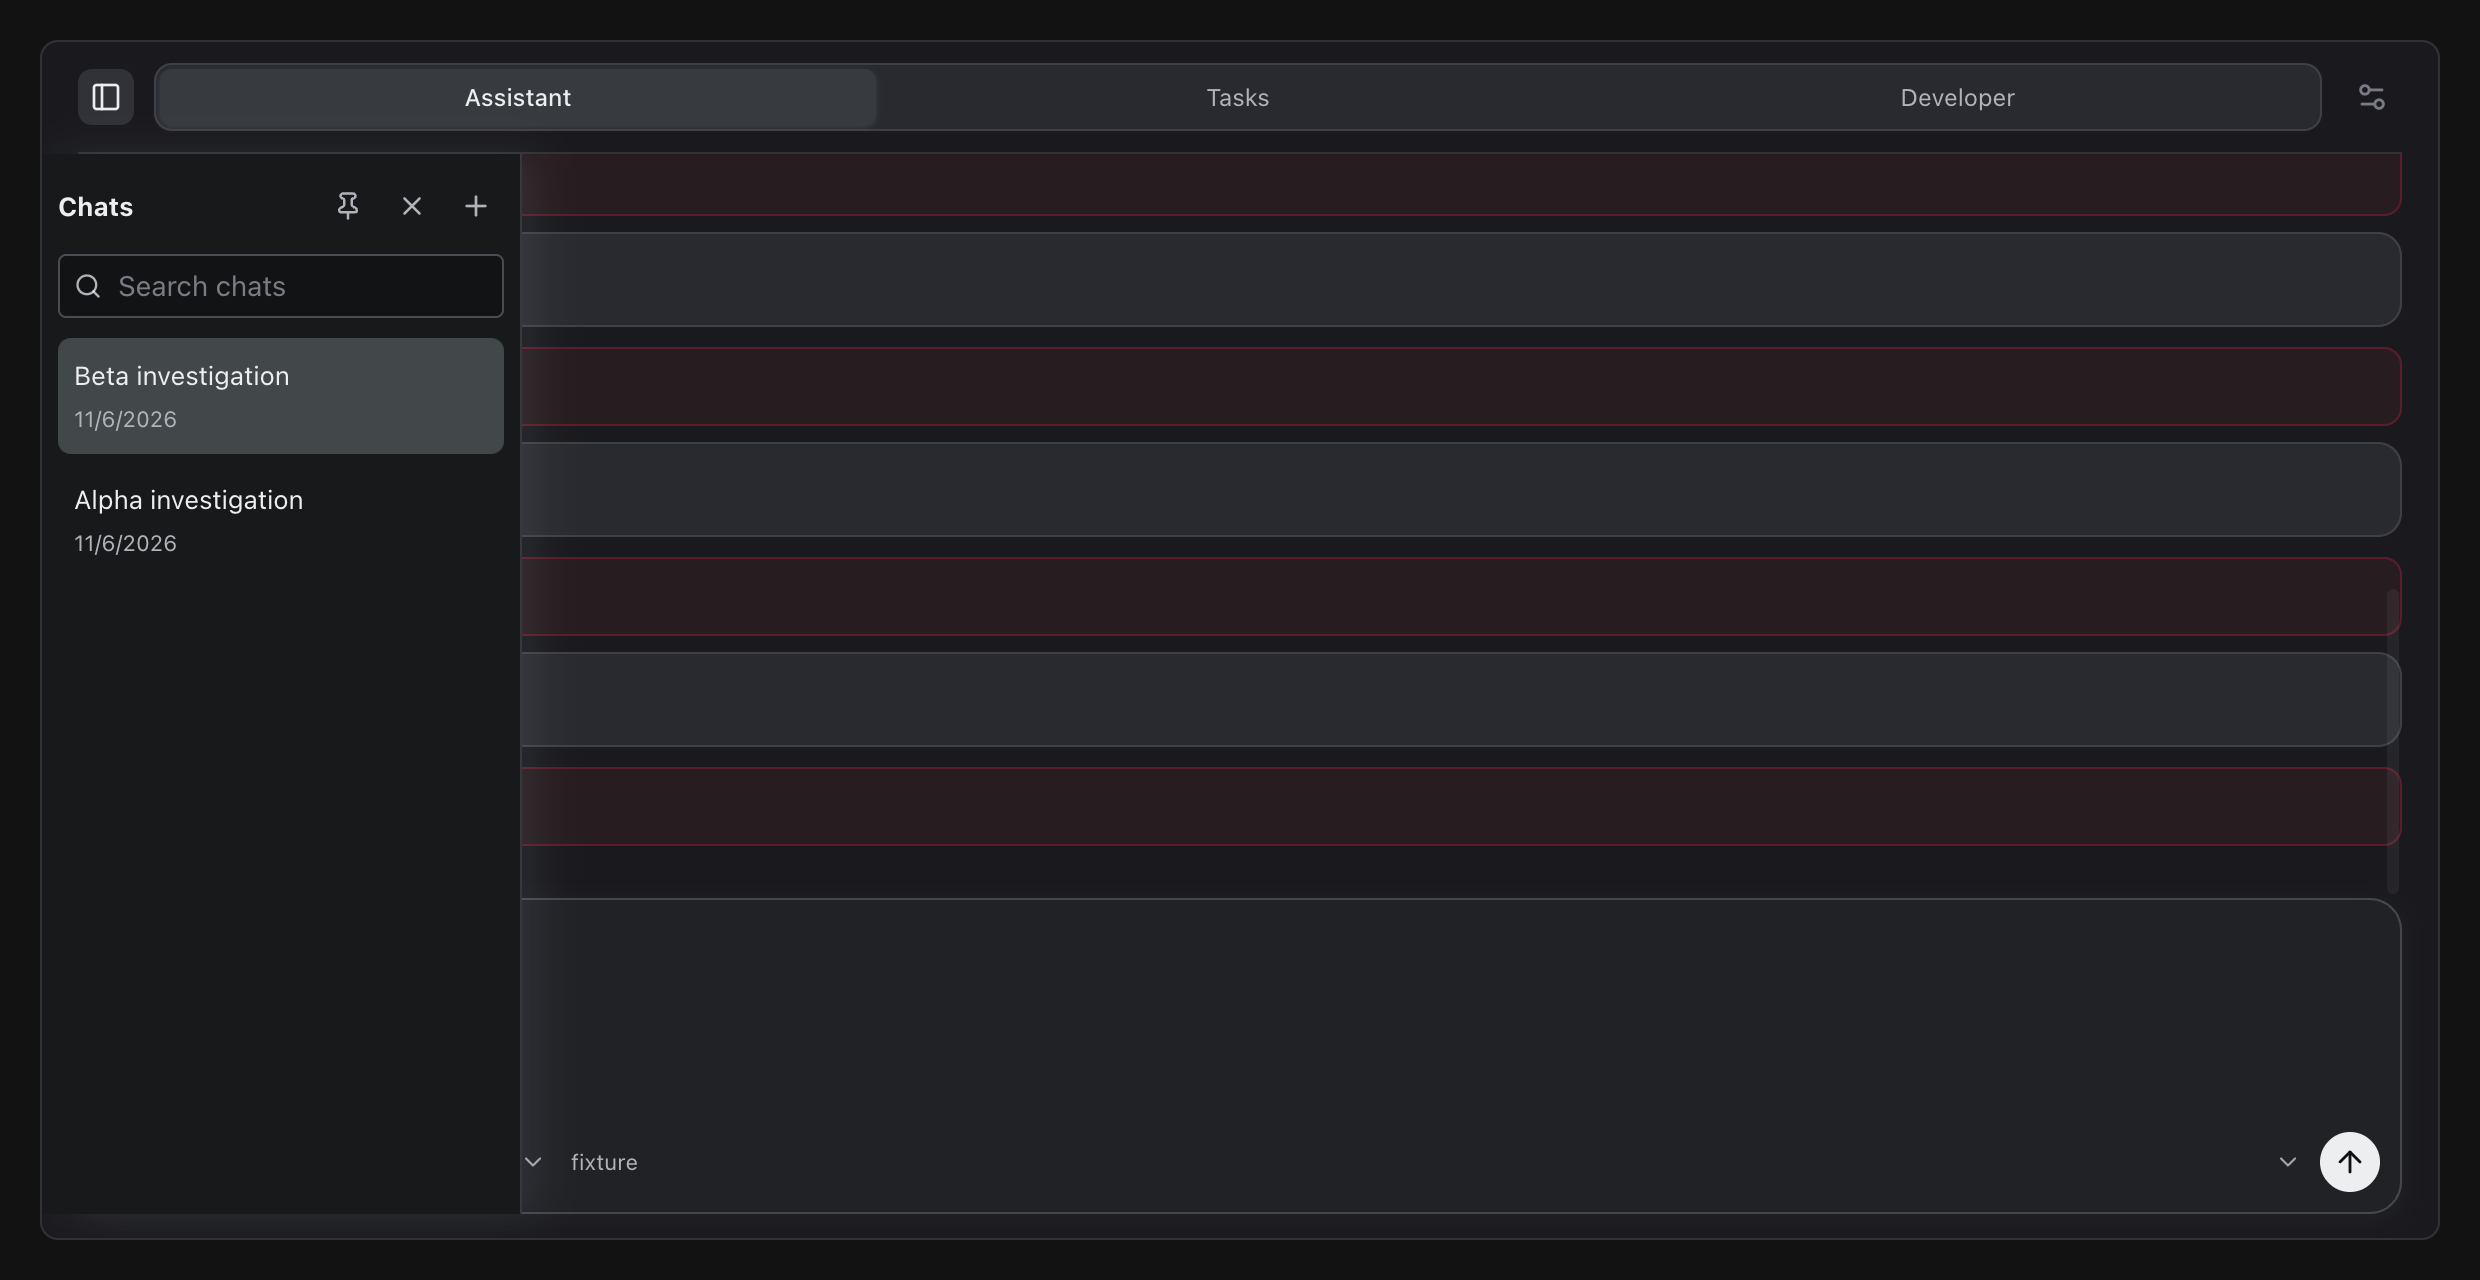 Assistant
Tasks
Developer
Chats
Search chats
Beta investigation
11/6/2026
Alpha investigation
11/6/2026
fixture